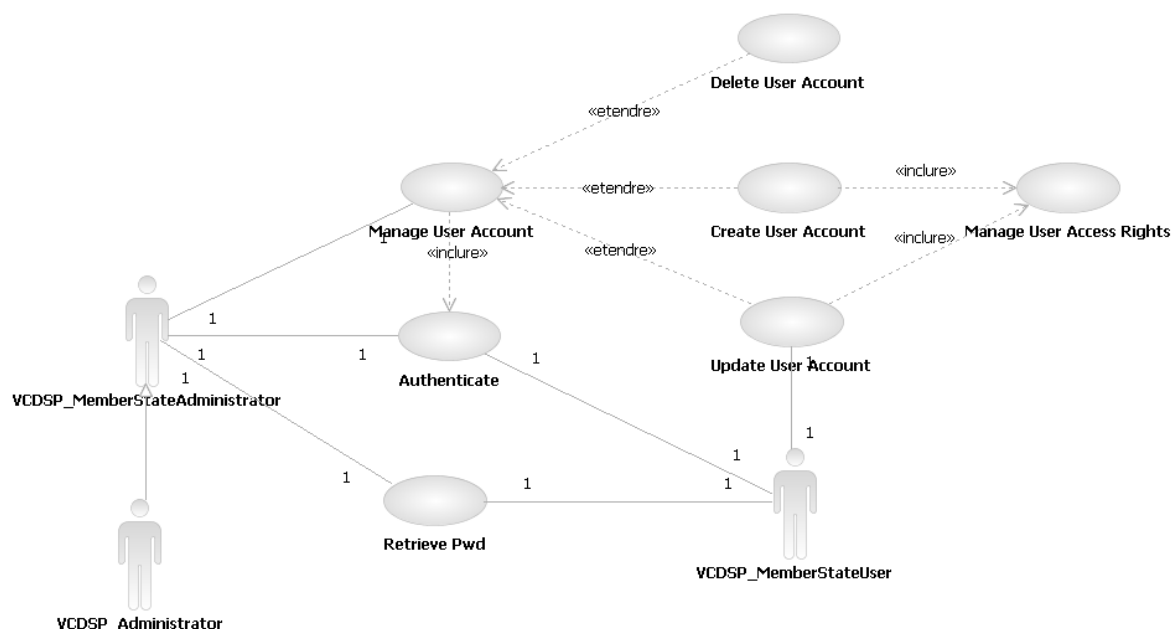 Delete User Account
«etendre»
«inclure»
«etendre»
Manage User Account
1
Create User Account
Manage User Access Rights
«inclure»
«etendre»
«inclure»
1
1
1
1
Authenticate
1
Update User Account
1
1
VCDSP_MemberStateAdministrator
1
1
1
1
1
Retrieve Pwd
VCDSP_MemberStateUser
VCDSP_Administrator